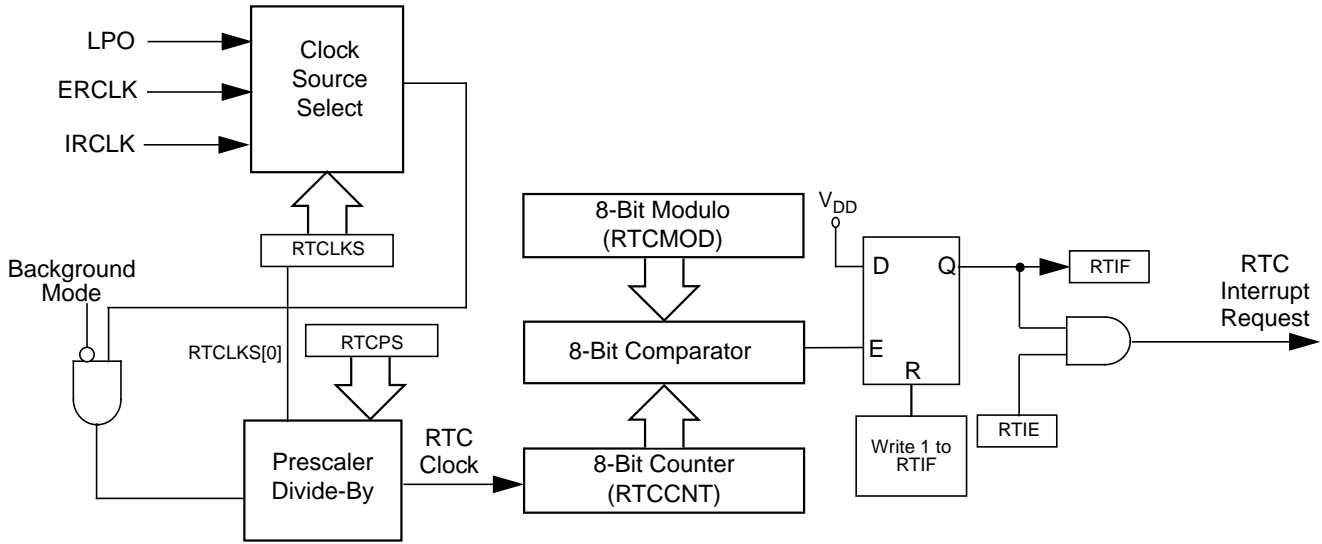 LPO
ERCLK
IRCLK
Clock
Source
Select
RTCLKS
Background
Mode
RTCLKS[0]
RTCPS
Prescaler
Divide-By
RTC
Clock
8-Bit Modulo
(RTCMOD)
8-Bit Comparator
8-Bit Counter
(RTCCNT)
VDD
D
Q
E
R
Write 1 to
RTIF
RTIF
RTIE
RTC
Interrupt
Request